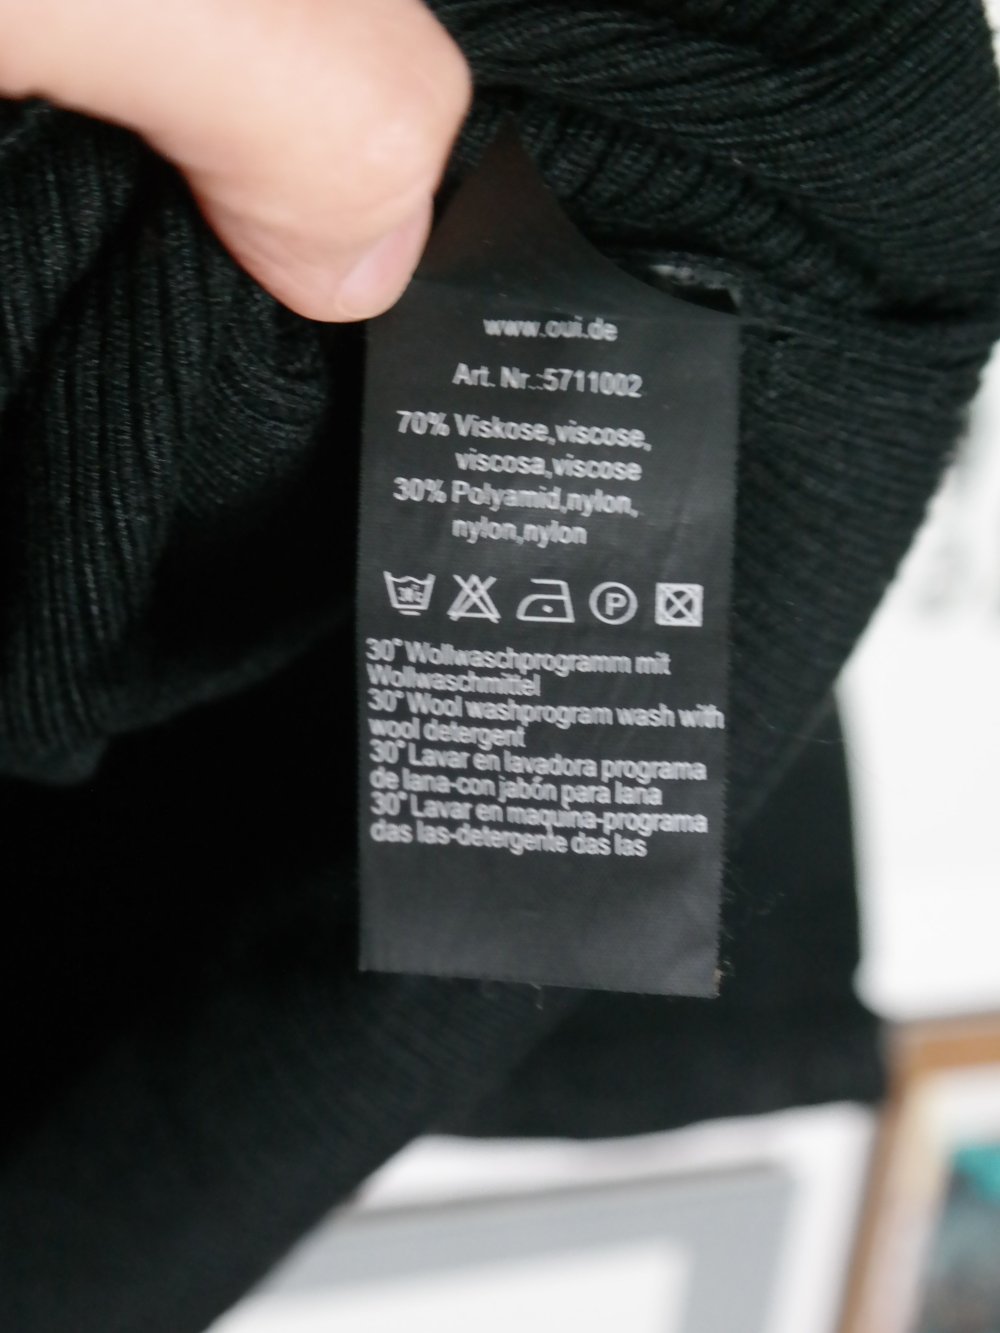 www.oui.de
Art. Nr.:5711002
70% Viskose,viscose,
viscosa,viscose
30% Polyamid,nylon,
nylon,nylon
30°C
P
30° Wollwaschprogramm mit
Wollwaschmittel
30° Wool washprogram wash with
wool detergent
30° Lavar en lavadora programa
de lana-con jabón para lana
30° Lavar en maquina-programa
das las-detergente das las